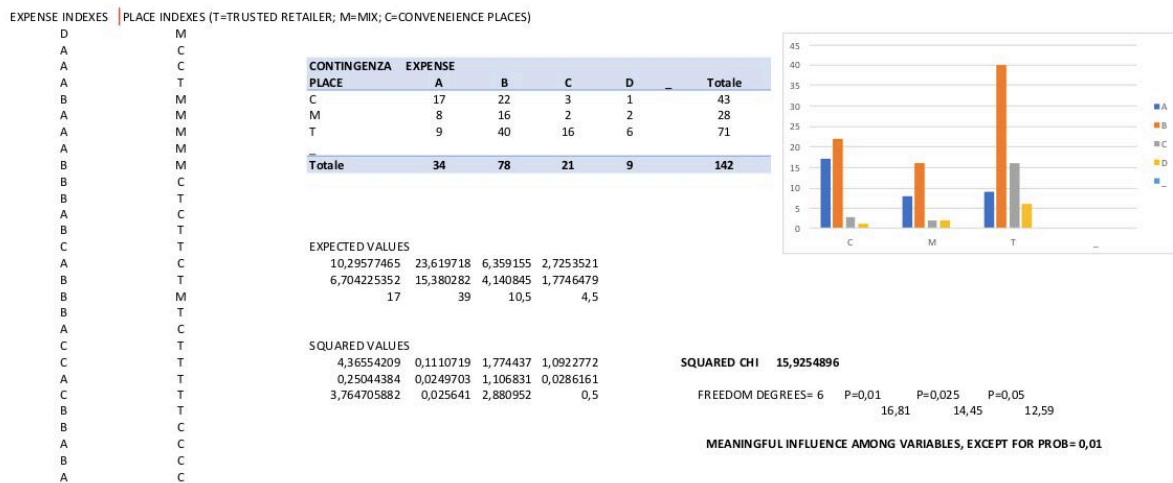 EXPENSE INDEXES PLACE INDEXES (T=TRUSTED RETAILER; M=MIX; C=CONVENEIENCE PLACES)
D M
A C
A C
A T
B M
A M
A M
A M
B M
B C
B T
A C
B T
C T
A C
B T
B M
B T
A C
C T
C T
A T
C T
B T
B C
A C
B C
A C
CONTINGENZA EXPENSE
PLACE A B C D _ Totale
C 17 22 3 1 43
M 8 16 2 2 28
T 9 40 16 6 71
_
Totale 34 78 21 9 142
EXPECTED VALUES
10,29577465 23,619718 6,359155 2,7253521
6,704225352 15,380282 4,140845 1,7746479
17 39 10,5 4,5
SQUARED VALUES
4,36554209 0,1110719 1,774437 1,0922772
0,25044384 0,0249703 1,106831 0,0286161
3,764705882 0,025641 2,880952 0,5
45
40
35
30
25
20
15
10
5
0
C M T _
A
B
C
D
_
SQUARED CHI 15,9254896
FREEDOM DEGREES= 6 P=0,01 P=0,025 P=0,05
16,81 14,45 12,59
MEANINGFUL INFLUENCE AMONG VARIABLES, EXCEPT FOR PROB= 0,01